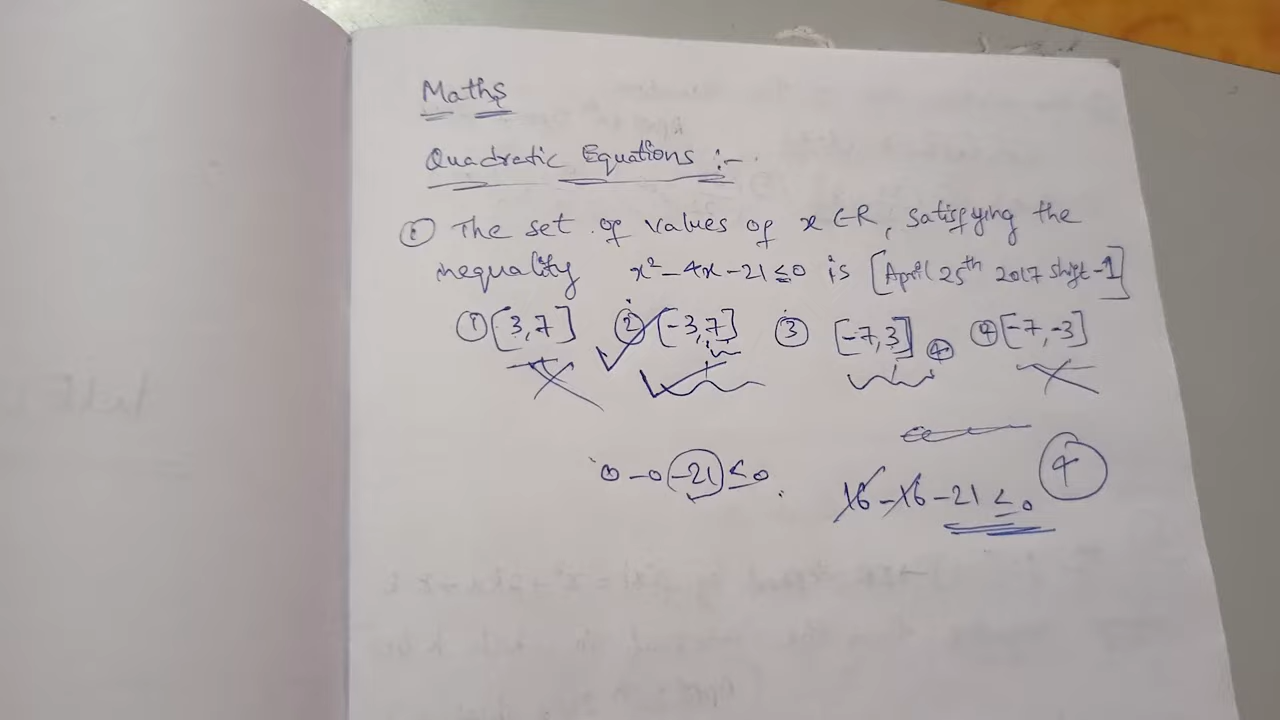 Maths
Quadratic Equations :-
① The set of values of x ∈ R, satisfying the
inequality x² - 4x - 21 ≤ 0 is [April 25th 2017 shift-1]
① [3,7] ② [-3,7] ③ [-7,3] ④ ④ [-7,-3]
0 - 0 -21 ≤ 0
16 - 16 - 21 ≤ 0 ④